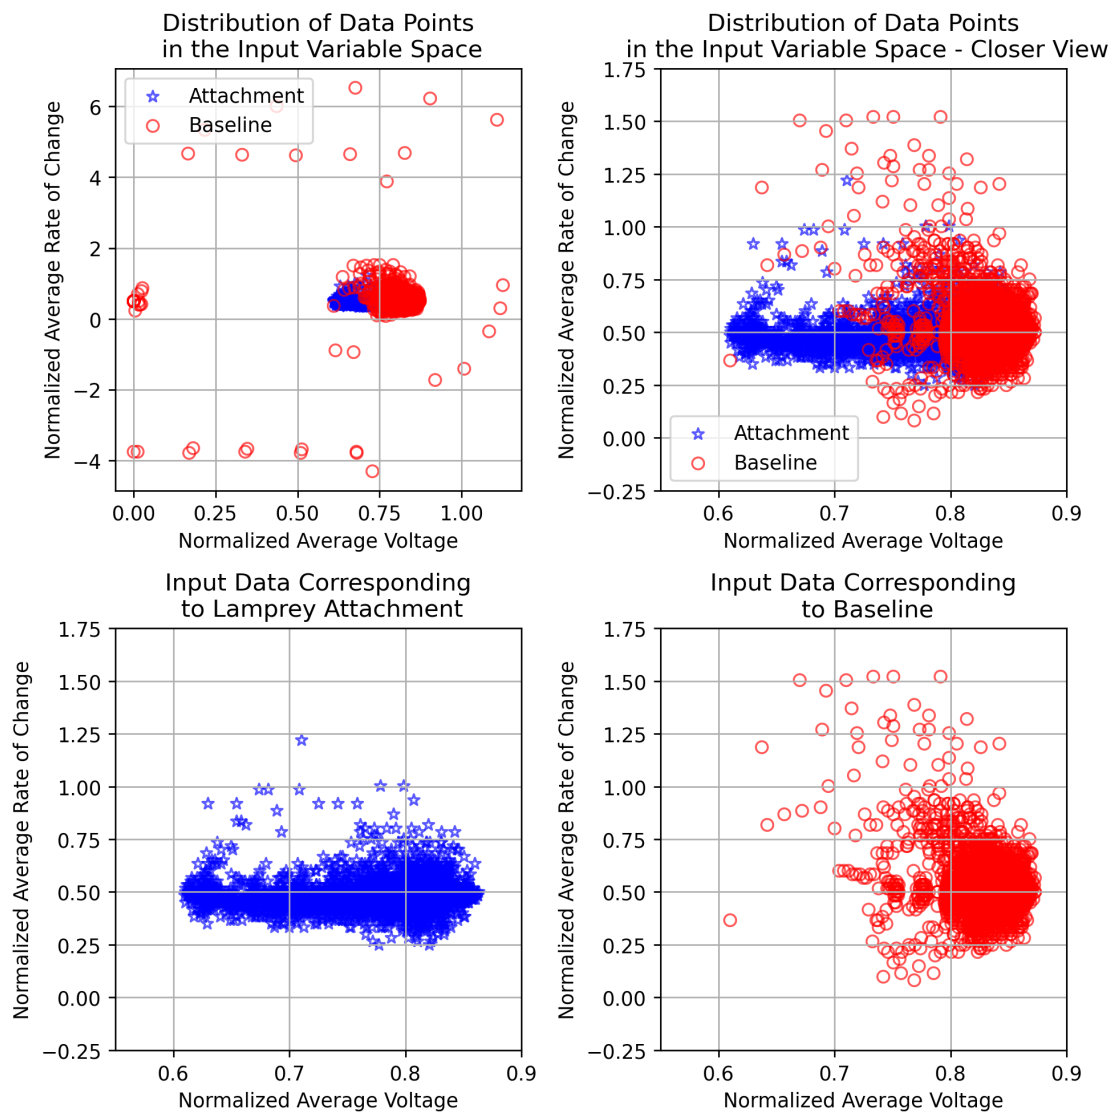 Distribution of Data Points
in the Input Variable Space
Normalized Average Rate of Change
6
4
2
0
−2
−4
Attachment
Baseline
0.00 0.25 0.50 0.75 1.00
Normalized Average Voltage
Distribution of Data Points
in the Input Variable Space - Closer View
Normalized Average Rate of Change
1.75
1.50
1.25
1.00
0.75
0.50
0.25
0.00
−0.25
Attachment
Baseline
0.6 0.7 0.8 0.9
Normalized Average Voltage
Input Data Corresponding
to Lamprey Attachment
Normalized Average Rate of Change
1.75
1.50
1.25
1.00
0.75
0.50
0.25
0.00
−0.25
0.6 0.7 0.8 0.9
Normalized Average Voltage
Input Data Corresponding
to Baseline
Normalized Average Rate of Change
1.75
1.50
1.25
1.00
0.75
0.50
0.25
0.00
−0.25
0.6 0.7 0.8 0.9
Normalized Average Voltage